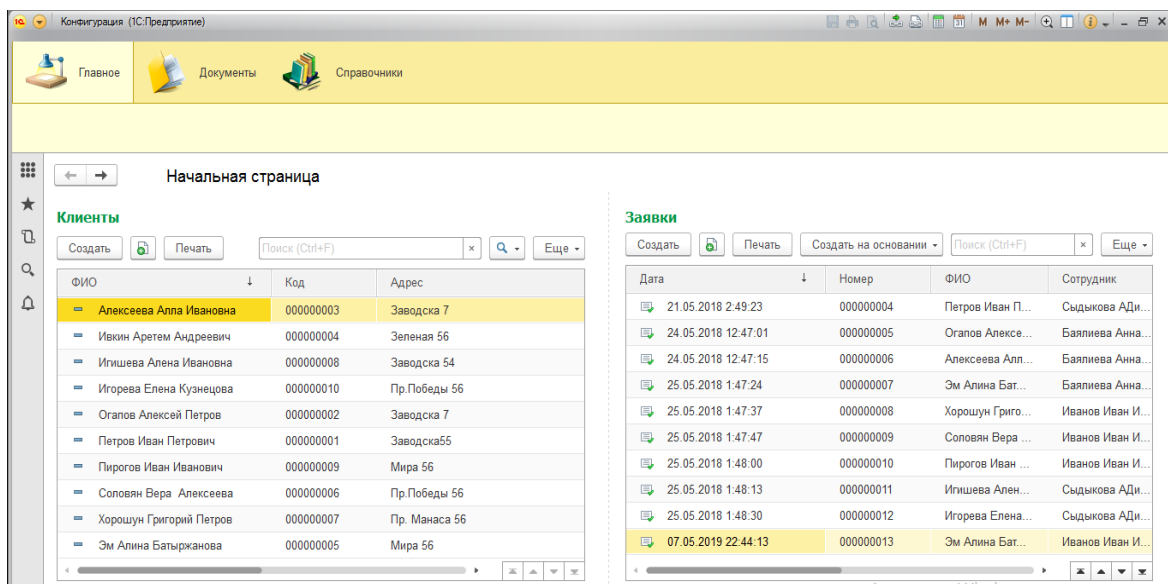 Конфигурация (1С:Предприятие)
M M+ M-
Главное Документы Справочники
Начальная страница
Клиенты
Создать Печать Поиск (Ctrl+F) × Еще
ФИО ↓ Код Адрес
Алексеева Алла Ивановна 000000003 Заводска 7
Ивкин Аретем Андреевич 000000004 Зеленая 56
Игишева Алена Ивановна 000000008 Заводска 54
Игорева Елена Кузнецова 000000010 Пр.Победы 56
Огапов Алексей Петров 000000002 Заводска 7
Петров Иван Петрович 000000001 Заводска55
Пирогов Иван Иванович 000000009 Мира 56
Соловян Вера Алексеева 000000006 Пр.Победы 56
Хорошун Григорий Петров 000000007 Пр. Манаса 56
Эм Алина Батыржанова 000000005 Мира 56
Заявки
Создать Печать Создать на основании Поиск (Ctrl+F) × Еще
Дата ↓ Номер ФИО Сотрудник
21.05.2018 2:49:23 000000004 Петров Иван П... Сыдыкова АДи...
24.05.2018 12:47:01 000000005 Огапов Алексе... Баялиева Анна...
24.05.2018 12:47:15 000000006 Алексеева Алл... Баялиева Анна...
25.05.2018 1:47:24 000000007 Эм Алина Бат... Баялиева Анна...
25.05.2018 1:47:37 000000008 Хорошун Григо... Иванов Иван И...
25.05.2018 1:47:47 000000009 Соловян Вера ... Иванов Иван И...
25.05.2018 1:48:00 000000010 Пирогов Иван ... Иванов Иван И...
25.05.2018 1:48:13 000000011 Игишева Ален... Сыдыкова АДи...
25.05.2018 1:48:30 000000012 Игорева Елена... Сыдыкова АДи...
07.05.2019 22:44:13 000000013 Эм Алина Бат... Иванов Иван И...